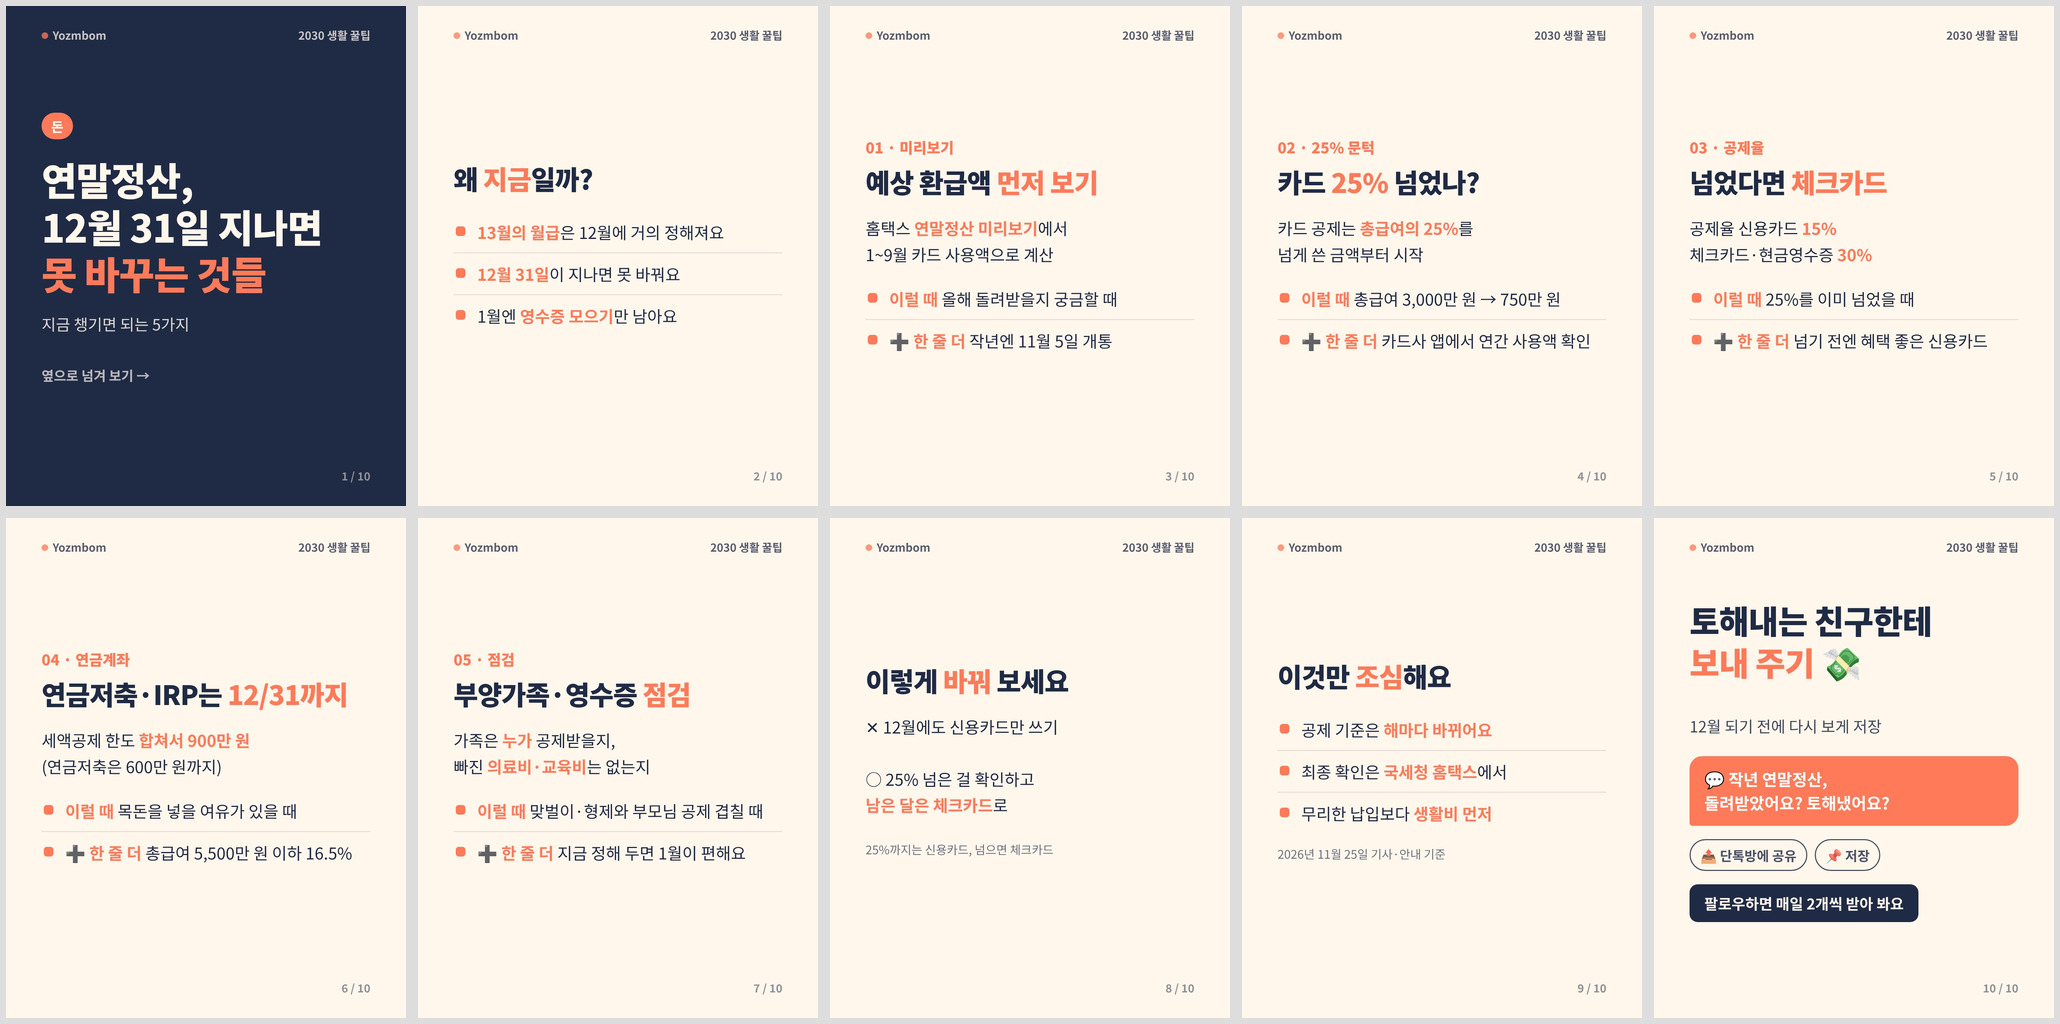 Yozmbom
2030 생활 꿀팁
돈
연말정산,
12월 31일 지나면
못 바꾸는 것들
지금 챙기면 되는 5가지
옆으로 넘겨 보기 →
1 / 10
Yozmbom
2030 생활 꿀팁
왜 지금일까?
13월의 월급은 12월에 거의 정해져요
12월 31일이 지나면 못 바꿔요
1월엔 영수증 모으기만 남아요
2 / 10
Yozmbom
2030 생활 꿀팁
01 · 미리보기
예상 환급액 먼저 보기
홈택스 연말정산 미리보기에서
1~9월 카드 사용액으로 계산
이럴 때 올해 돌려받을지 궁금할 때
➕ 한 줄 더 작년엔 11월 5일 개통
3 / 10
Yozmbom
2030 생활 꿀팁
02 · 25% 문턱
카드 25% 넘었나?
카드 공제는 총급여의 25%를
넘게 쓴 금액부터 시작
이럴 때 총급여 3,000만 원 → 750만 원
➕ 한 줄 더 카드사 앱에서 연간 사용액 확인
4 / 10
Yozmbom
2030 생활 꿀팁
03 · 공제율
넘었다면 체크카드
공제율 신용카드 15%
체크카드·현금영수증 30%
이럴 때 25%를 이미 넘었을 때
➕ 한 줄 더 넘기 전엔 혜택 좋은 신용카드
5 / 10
Yozmbom
2030 생활 꿀팁
04 · 연금계좌
연금저축·IRP는 12/31까지
세액공제 한도 합쳐서 900만 원
(연금저축은 600만 원까지)
이럴 때 목돈을 넣을 여유가 있을 때
➕ 한 줄 더 총급여 5,500만 원 이하 16.5%
6 / 10
Yozmbom
2030 생활 꿀팁
05 · 점검
부양가족·영수증 점검
가족은 누가 공제받을지,
빠진 의료비·교육비는 없는지
이럴 때 맞벌이·형제와 부모님 공제 겹칠 때
➕ 한 줄 더 지금 정해 두면 1월이 편해요
7 / 10
Yozmbom
2030 생활 꿀팁
이렇게 바꿔 보세요
✕ 12월에도 신용카드만 쓰기
○ 25% 넘은 걸 확인하고
남은 달은 체크카드로
25%까지는 신용카드, 넘으면 체크카드
8 / 10
Yozmbom
2030 생활 꿀팁
이것만 조심해요
공제 기준은 해마다 바뀌어요
최종 확인은 국세청 홈택스에서
무리한 납입보다 생활비 먼저
2026년 11월 25일 기사·안내 기준
9 / 10
Yozmbom
2030 생활 꿀팁
토해내는 친구한테
보내 주기 💸
12월 되기 전에 다시 보게 저장
💬 작년 연말정산,
돌려받았어요? 토해냈어요?
📤 단톡방에 공유
📌 저장
팔로우하면 매일 2개씩 받아 봐요
10 / 10